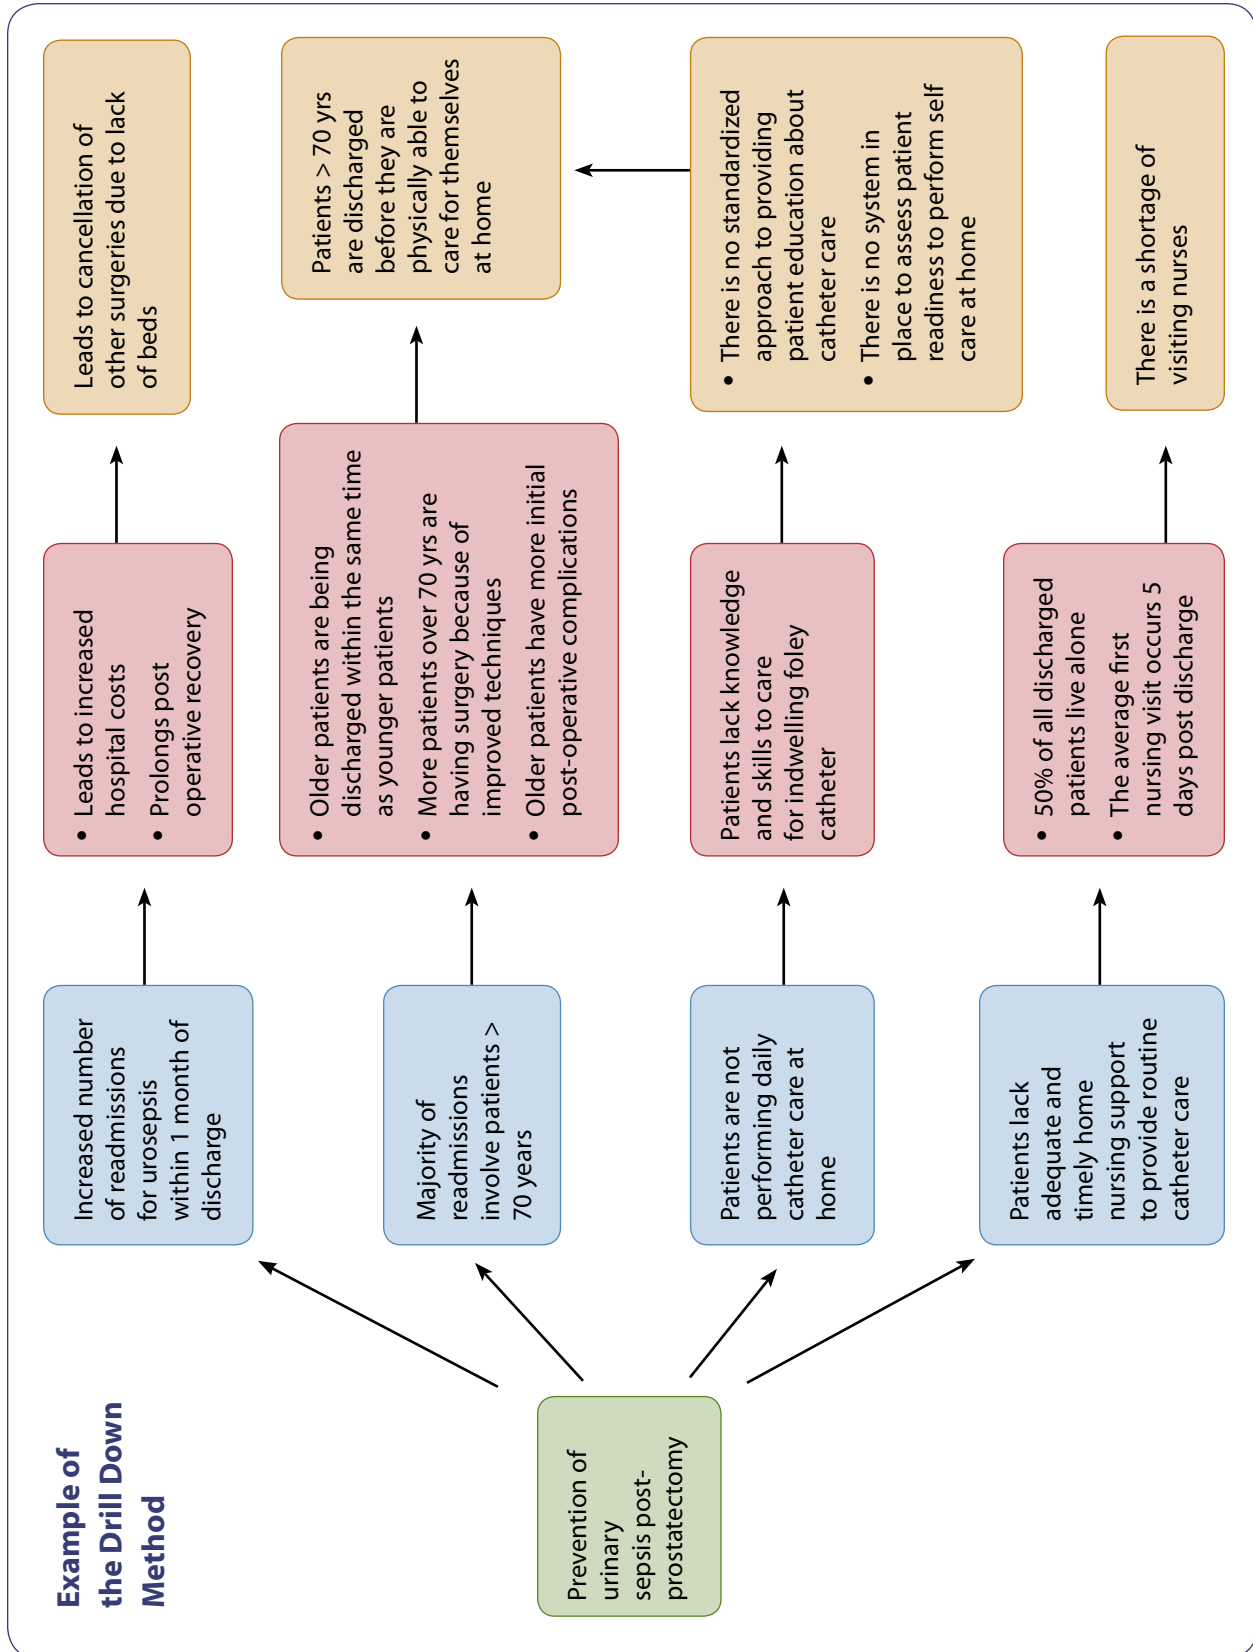 Example of
the Drill Down
Method
Prevention of
urinary
sepsis post-
prostatectomy
Increased number
of readmissions
for urosepsis
within 1 month of
discharge
• Leads to increased
hospital costs
• Prolongs post
operative recovery
Leads to cancellation of
other surgeries due to lack
of beds
Majority of
readmissions
involve patients >
70 years
• Older patients are being
discharged within the same time
as younger patients
• More patients over 70 yrs are
having surgery because of
improved techniques
• Older patients have more initial
post-operative complications
Patients > 70 yrs
are discharged
before they are
physically able to
care for themselves
at home
Patients are not
performing daily
catheter care at
home
Patients lack knowledge
and skills to care
for indwelling foley
catheter
• There is no standardized
approach to providing
patient education about
catheter care
• There is no system in
place to assess patient
readiness to perform self
care at home
Patients lack
adequate and
timely home
nursing support
to provide routine
catheter care
• 50% of all discharged
patients live alone
• The average first
nursing visit occurs 5
days post discharge
There is a shortage of
visiting nurses